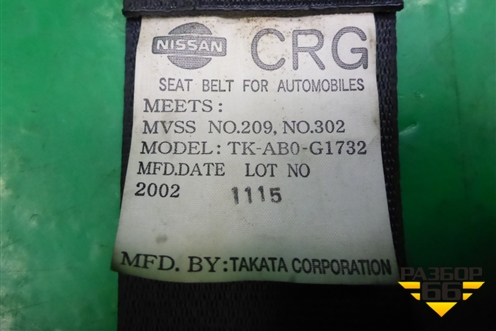 NISSAN CRG
SEAT BELT FOR AUTOMOBILES
MEETS:
MVSS NO.209, NO.302
MODEL: TK-AB0-G1732
MFD.DATE LOT NO
2002 1115
MFD. BY: TAKATA CORPORATION
РАЗБОР
66